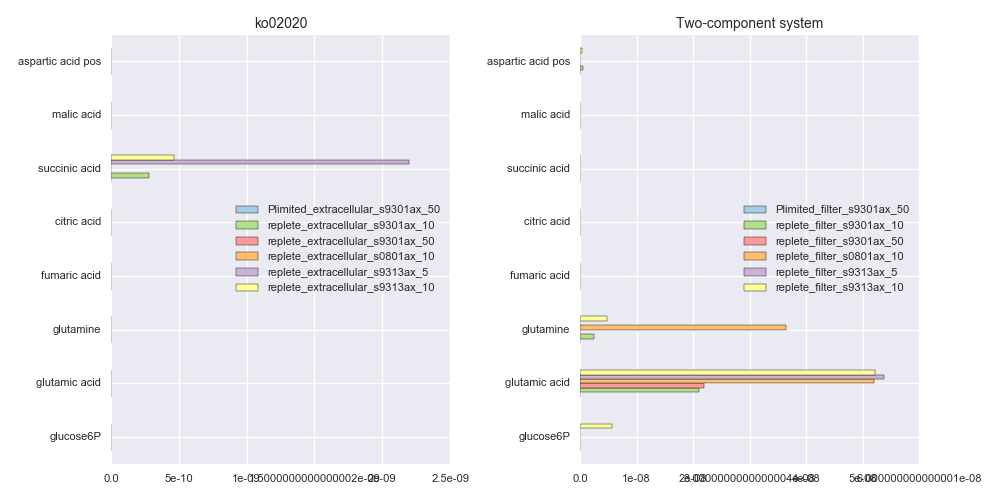 ko02020
aspartic acid pos
malic acid
succinic acid
citric acid
fumaric acid
glutamine
glutamic acid
glucose6P
Plimited_extracellular_s9301ax_50
replete_extracellular_s9301ax_10
replete_extracellular_s9301ax_50
replete_extracellular_s0801ax_10
replete_extracellular_s9313ax_5
replete_extracellular_s9313ax_10
0.0 5e-10 2.5e-09
Two-component system
aspartic acid pos
malic acid
succinic acid
citric acid
fumaric acid
glutamine
glutamic acid
glucose6P
Plimited_filter_s9301ax_50
replete_filter_s9301ax_10
replete_filter_s9301ax_50
replete_filter_s0801ax_10
replete_filter_s9313ax_5
replete_filter_s9313ax_10
0.0 1e-08